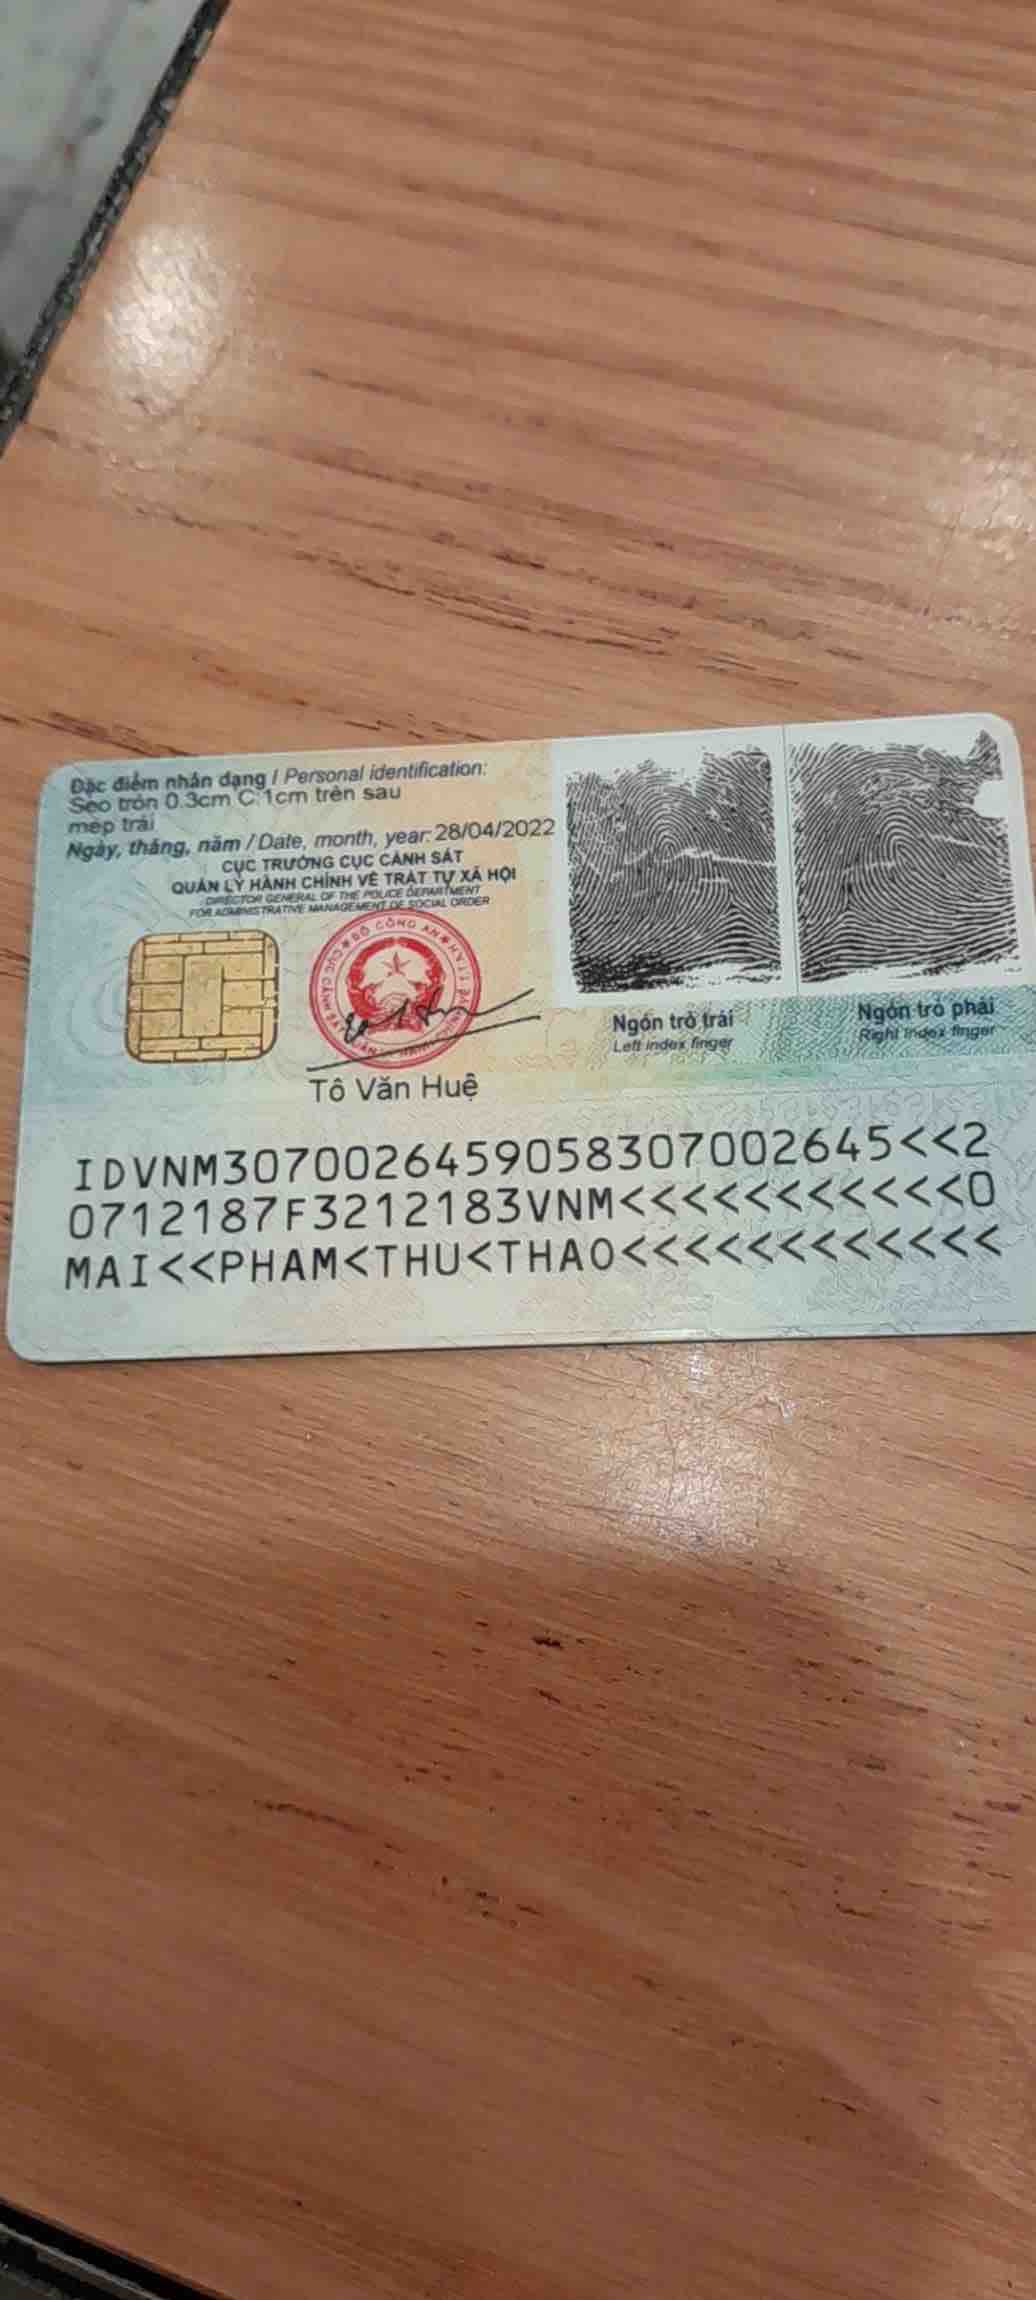 Đặc điểm nhân dạng / Personal identification:
Sẹo tròn 0.3cm C:1cm trên sau
mép trái
Ngày, tháng, năm / Date, month, year: 28/04/2022
CỤC TRƯỞNG CỤC CẢNH SÁT
QUẢN LÝ HÀNH CHÍNH VỀ TRẬT TỰ XÃ HỘI
DIRECTOR GENERAL OF THE POLICE DEPARTMENT
FOR ADMINISTRATIVE MANAGEMENT OF SOCIAL ORDER
BỘ CÔNG AN
Tô Văn Huệ
Ngón trỏ trái
Left index finger
Ngón trỏ phải
Right index finger
IDVNM3070026459058307002645<<2
0712187F3212183VNM<<<<<<<<<<<0
MAI<<PHAM<THU<THAO<<<<<<<<<<<<